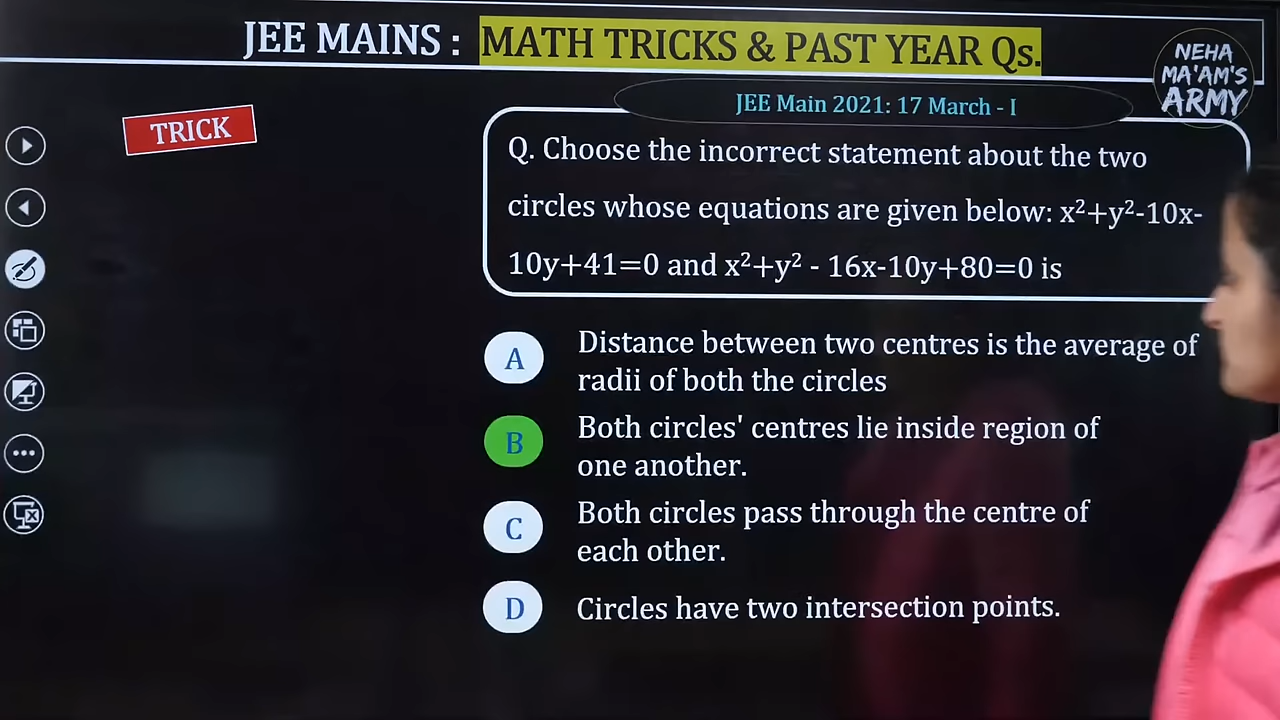 JEE MAINS : MATH TRICKS & PAST YEAR Qs.
NEHA
MA'AM'S
ARMY
TRICK
JEE Main 2021: 17 March - I
Q. Choose the incorrect statement about the two
circles whose equations are given below: x²+y²-10x-
10y+41=0 and x²+y² - 16x-10y+80=0 is
A Distance between two centres is the average of
radii of both the circles
B Both circles' centres lie inside region of
one another.
C Both circles pass through the centre of
each other.
D Circles have two intersection points.